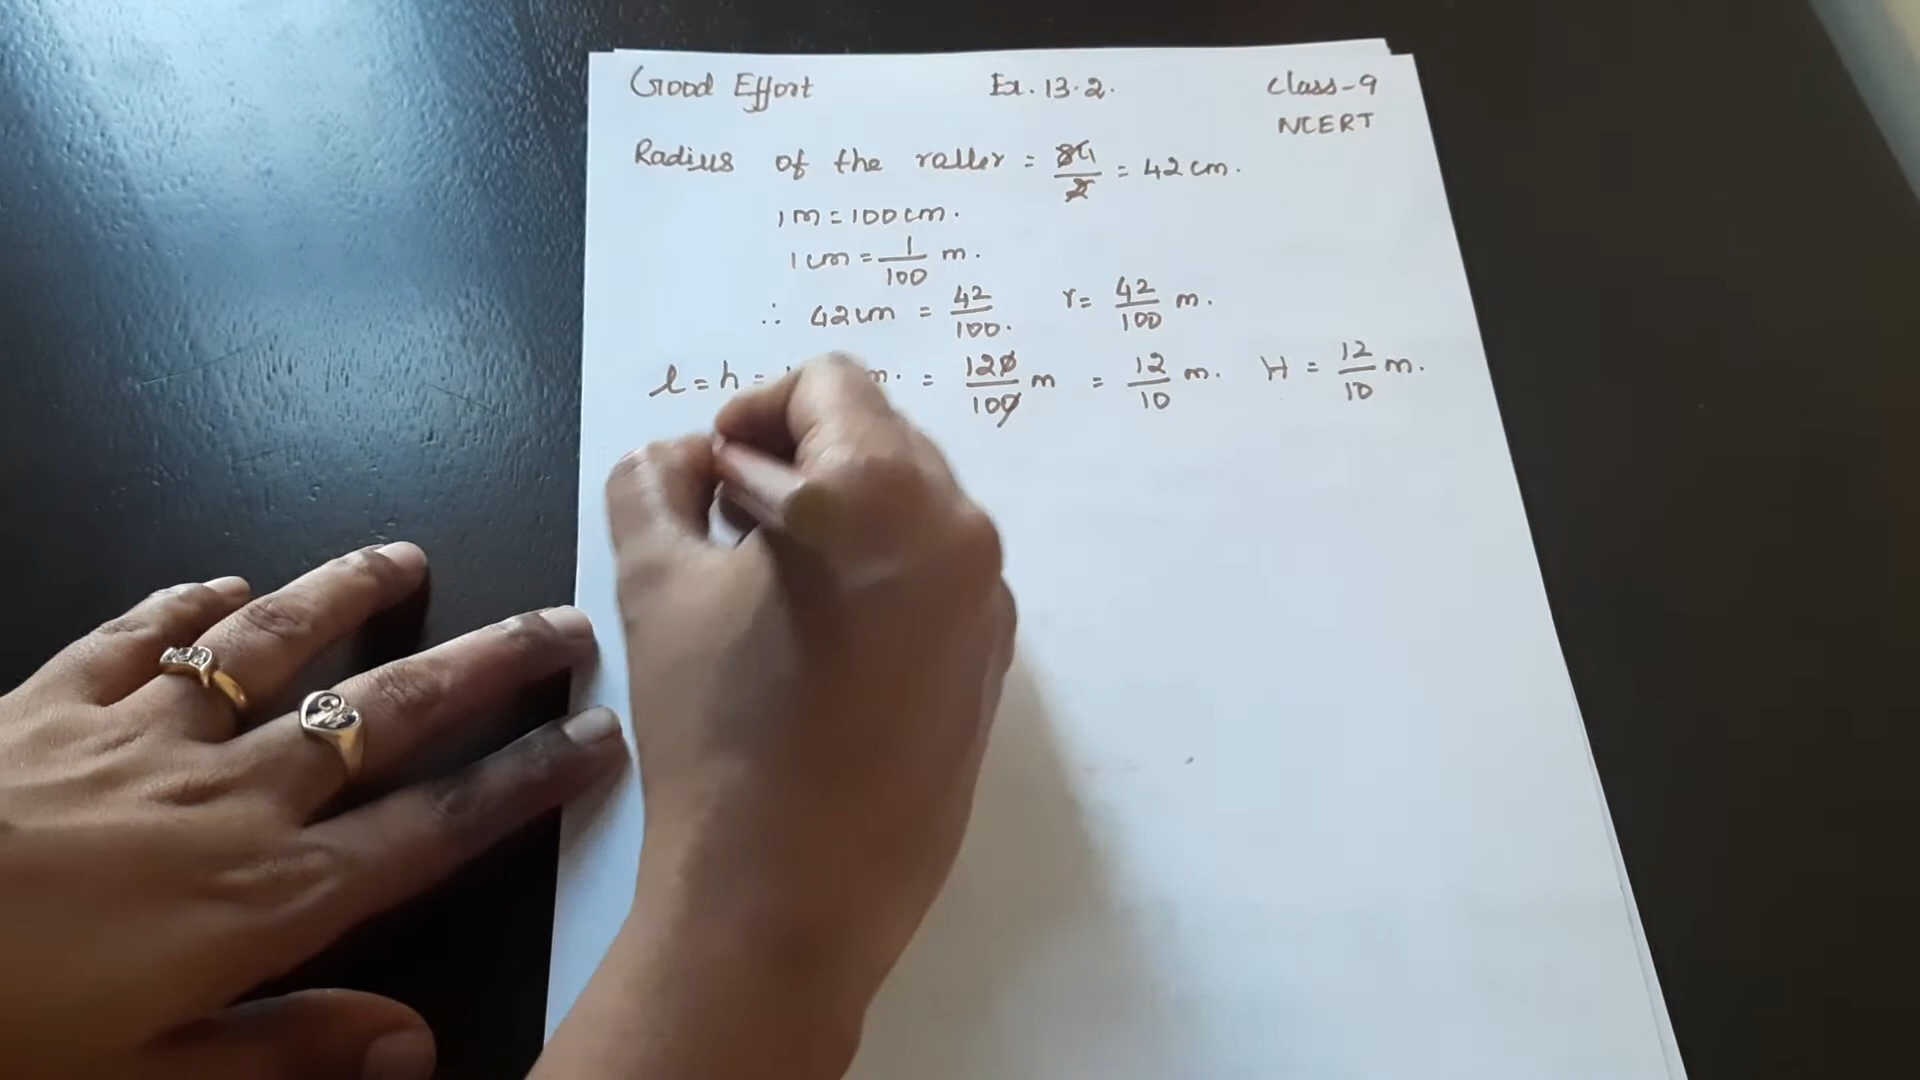 Good Effort Ex. 13.2. Class-9
NCERT
Radius of the roller = 84/2 = 42 cm.
1 m = 100 cm.
1 cm = 1/100 m.
∴ 42 cm = 42/100. r = 42/100 m.
l = h = m. = 120/100 m = 12/10 m. H = 12/10 m.